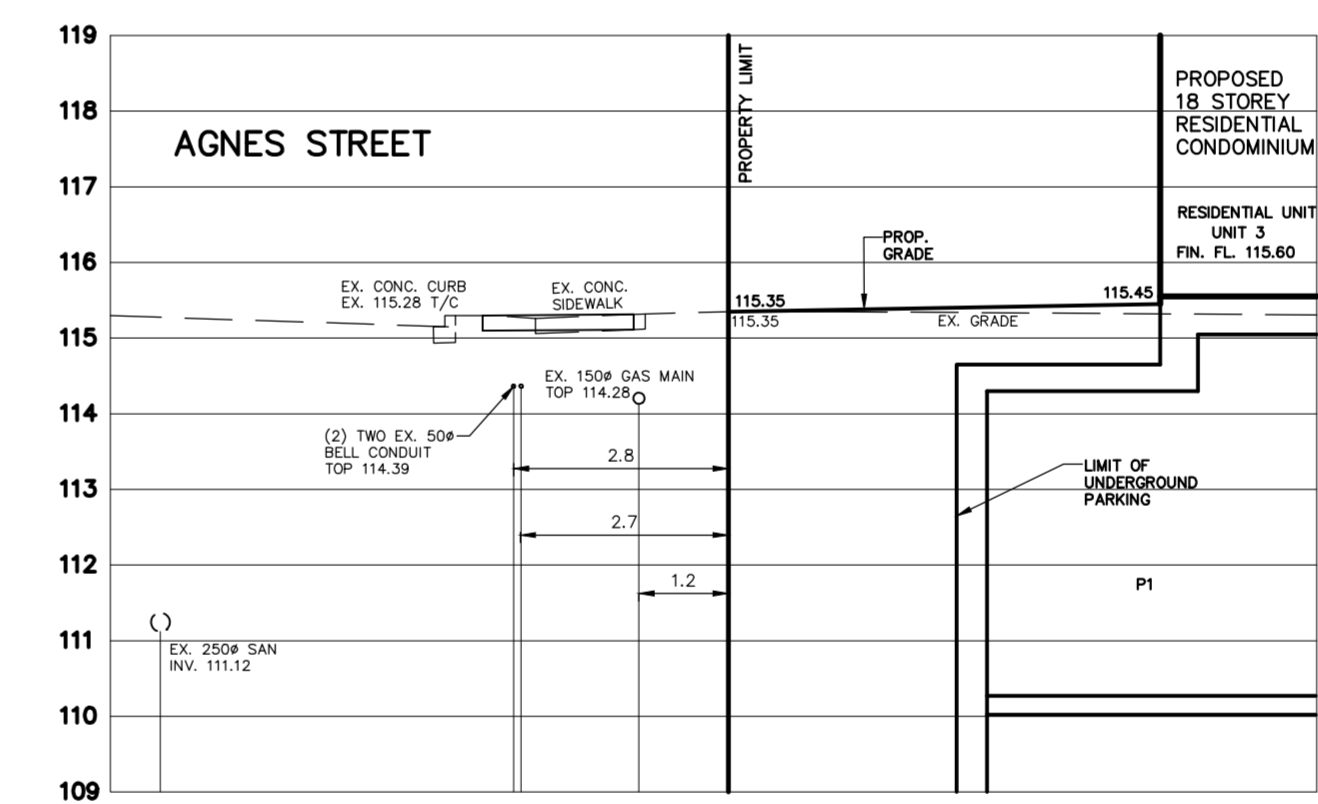 119
118
117
116
115
114
113
112
111
110
109
AGNES STREET
PROPERTY LIMIT
PROPOSED
18 STOREY
RESIDENTIAL
CONDOMINIUM
RESIDENTIAL UNIT
UNIT 3
FIN. FL. 115.60
PROP.
GRADE
EX. CONC. CURB
EX. 115.28 T/C
EX. CONC.
SIDEWALK
115.35
115.45
115.35
EX. GRADE
EX. 150ø GAS MAIN
TOP 114.28
(2) TWO EX. 50ø
BELL CONDUIT
TOP 114.39
2.8
LIMIT OF
UNDERGROUND
PARKING
2.7
1.2
P1
EX. 250ø SAN
INV. 111.12